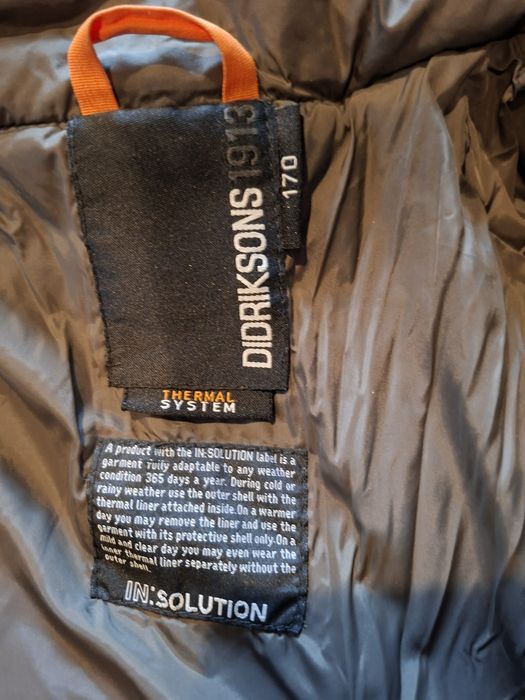 DIDRIKSONS 1913
170
THERMAL
SYSTEM
A product with the IN:SOLUTION label is a
garment fully adaptable to any weather
condition 365 days a year. During cold or
rainy weather use the outer shell with the
thermal liner attached inside.On a warmer
day you may remove the liner and use the
garment with its protective shell only.On a
mild and clear day you may even wear the
inner thermal liner separately without the
outer shell.
IN:SOLUTION